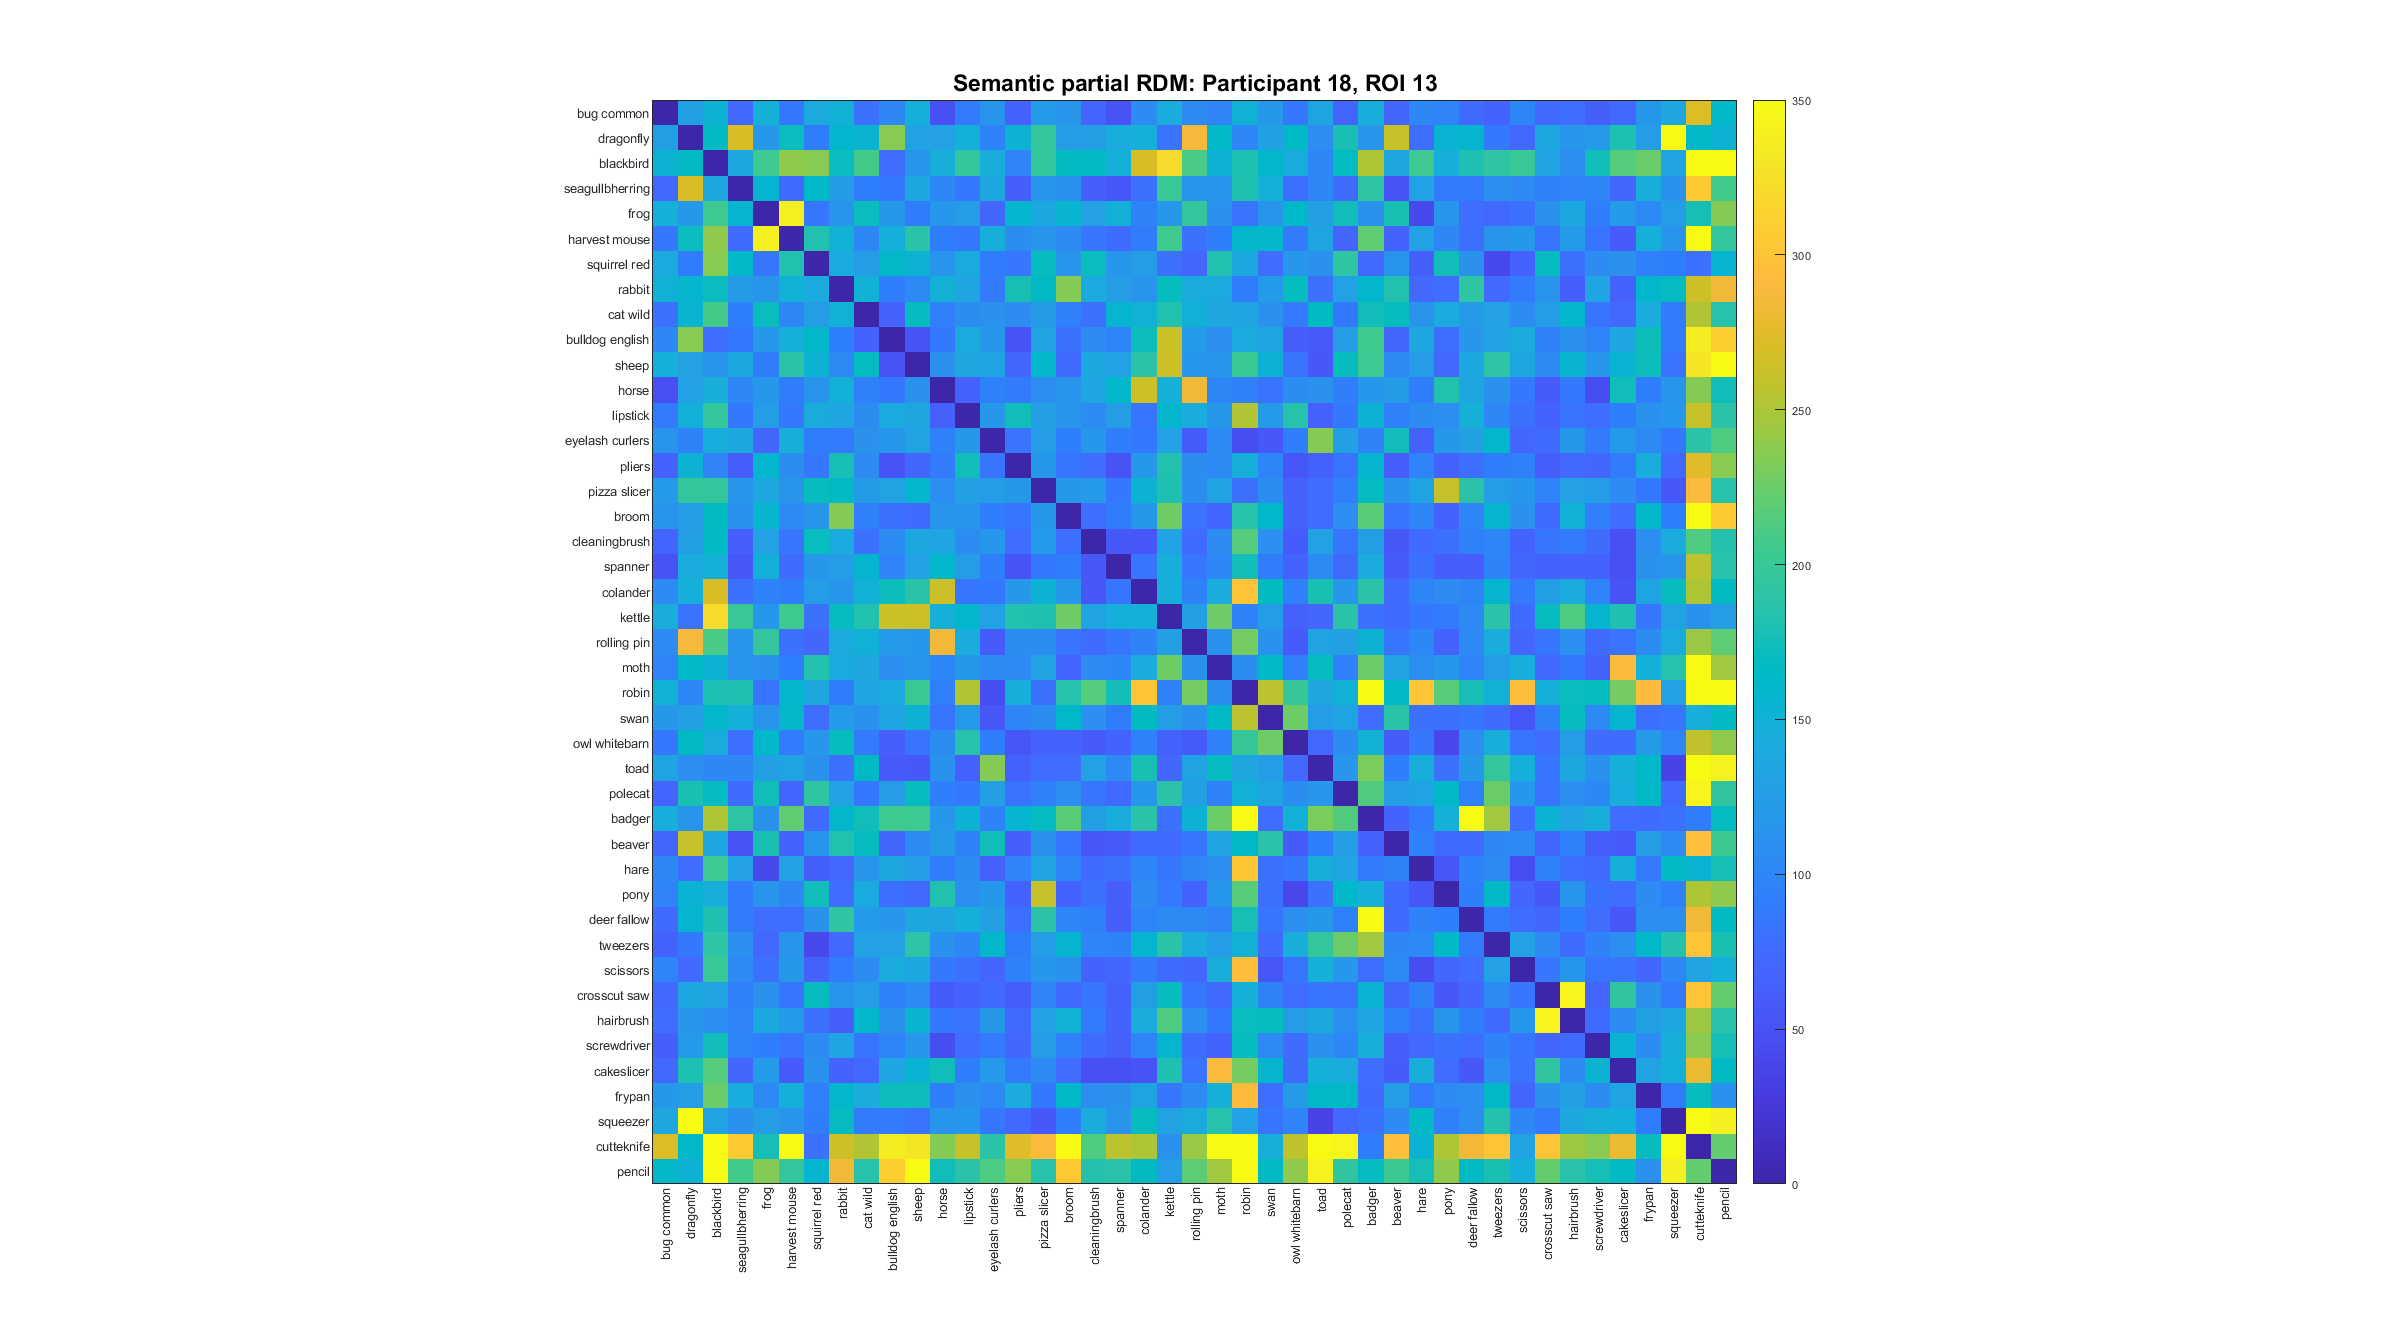 Semantic partial RDM: Participant 18, ROI 13
bug common
dragonfly
blackbird
seagullbherring
frog
harvest mouse
squirrel red
rabbit
cat wild
bulldog english
sheep
horse
lipstick
eyelash curlers
pliers
pizza slicer
broom
cleaningbrush
spanner
colander
kettle
rolling pin
moth
robin
swan
owl whitebarn
toad
polecat
badger
beaver
hare
pony
deer fallow
tweezers
scissors
crosscut saw
hairbrush
screwdriver
cakeslicer
frypan
squeezer
cutteknife
pencil
bug common
dragonfly
blackbird
seagullbherring
frog
harvest mouse
squirrel red
rabbit
cat wild
bulldog english
sheep
horse
lipstick
eyelash curlers
pliers
pizza slicer
broom
cleaningbrush
spanner
colander
kettle
rolling pin
moth
robin
swan
owl whitebarn
toad
polecat
badger
beaver
hare
pony
deer fallow
tweezers
scissors
crosscut saw
hairbrush
screwdriver
cakeslicer
frypan
squeezer
cutteknife
pencil
350
300
250
200
150
100
50
0